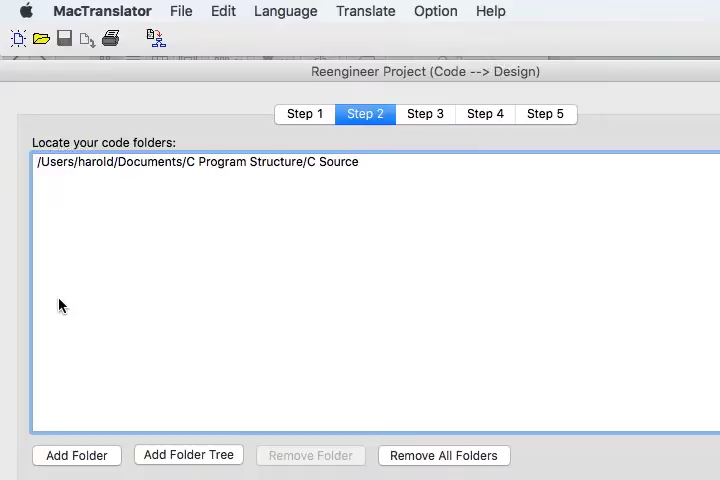 MacTranslator File Edit Language Translate Option Help
Reengineer Project (Code --> Design)
Step 1 Step 2 Step 3 Step 4 Step 5
Locate your code folders:
/Users/harold/Documents/C Program Structure/C Source
Add Folder Add Folder Tree Remove Folder Remove All Folders